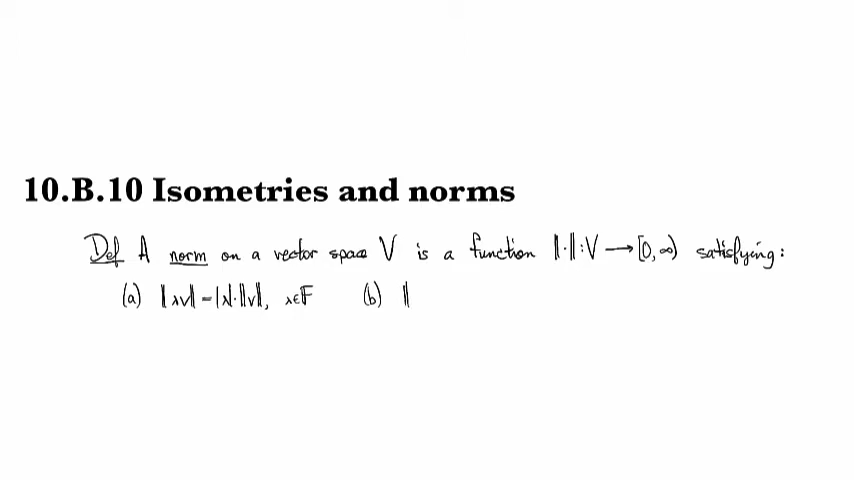 10.B.10 Isometries and norms
Def A norm on a vector space V is a function ‖·‖:V⟶[0,∞) satisfying:
(a) ‖λv‖=|λ|·‖v‖, λ∈F (b) ‖